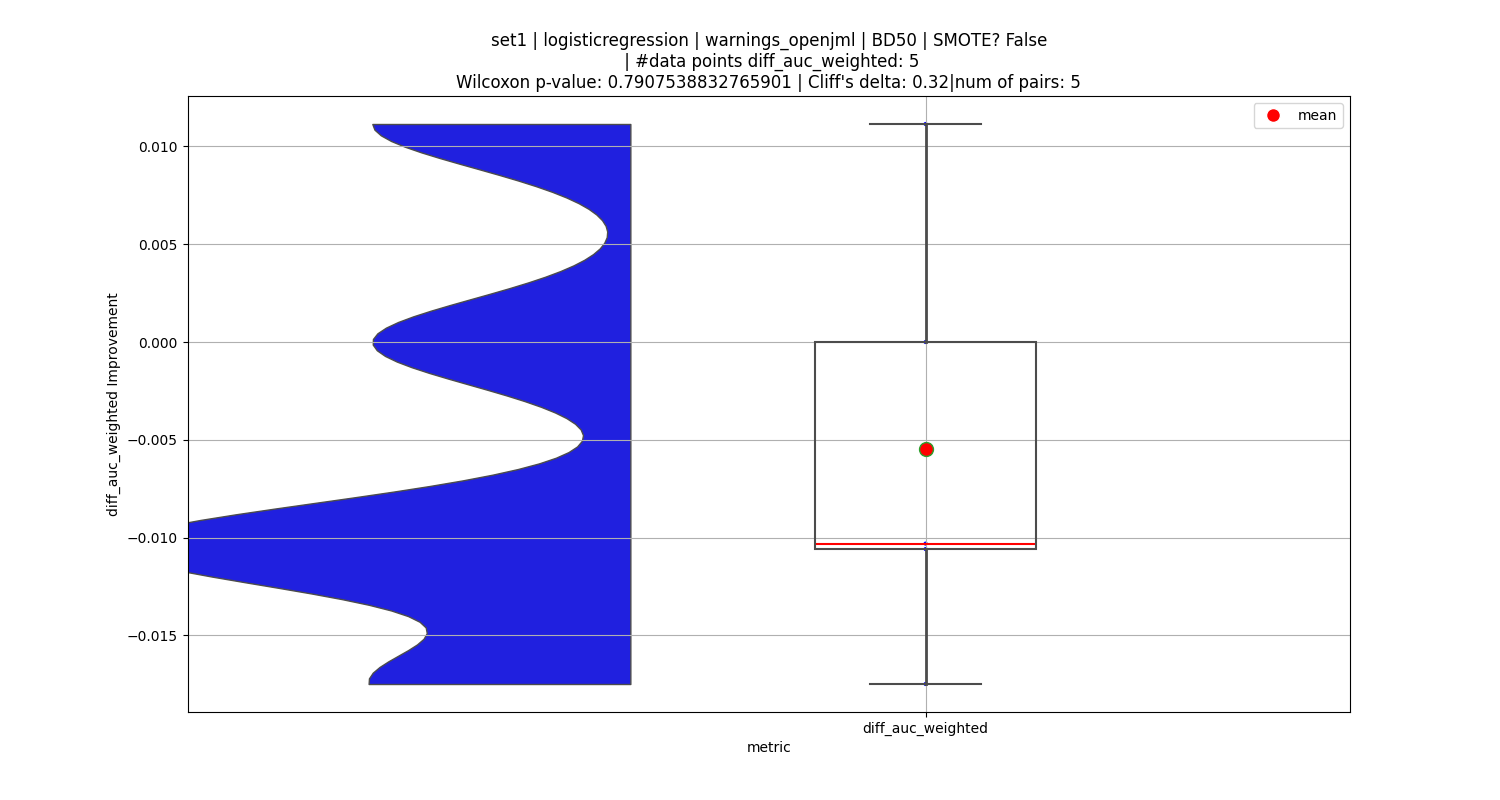 set1 | logisticregression | warnings_openjml | BD50 | SMOTE? False
| #data points diff_auc_weighted: 5
Wilcoxon p-value: 0.7907538832765901 | Cliff's delta: 0.32|num of pairs: 5
mean
0.010
0.005
0.000
−0.005
−0.010
−0.015
diff_auc_weighted Improvement
diff_auc_weighted
metric